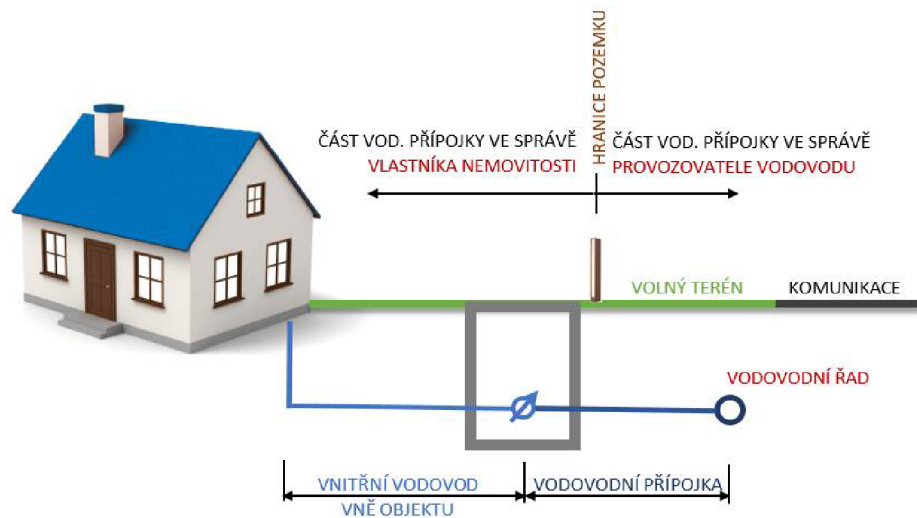 HRANICE POZEMKU
ČÁST VOD. PŘÍPOJKY VE SPRÁVĚ
VLASTNÍKA NEMOVITOSTI
ČÁST VOD. PŘÍPOJKY VE SPRÁVĚ
PROVOZOVATELE VODOVODU
VOLNÝ TERÉN
KOMUNIKACE
VODOVODNÍ ŘAD
VNITŘNÍ VODOVOD
VNĚ OBJEKTU
VODOVODNÍ PŘÍPOJKA